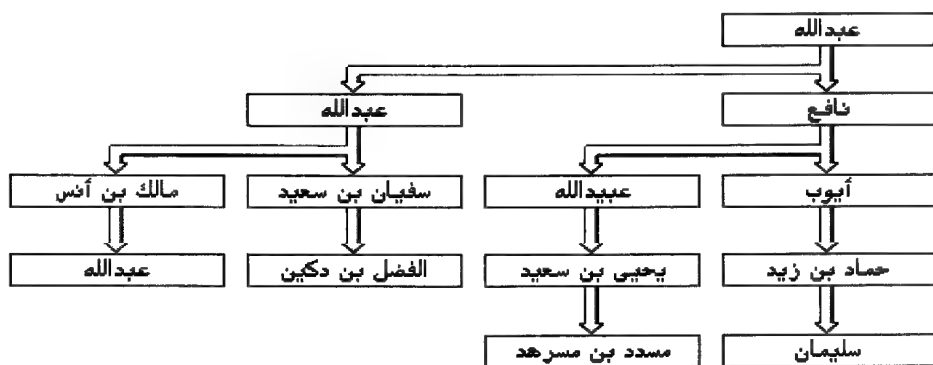 عبدالله
نافع
عبدالله
أيوب
عبيدالله
سفيان بن سعيد
مالك بن أنس
حماد بن زيد
يحيى بن سعيد
الفضل بن دكين
عبدالله
سليمان
مسدد بن مسرهد